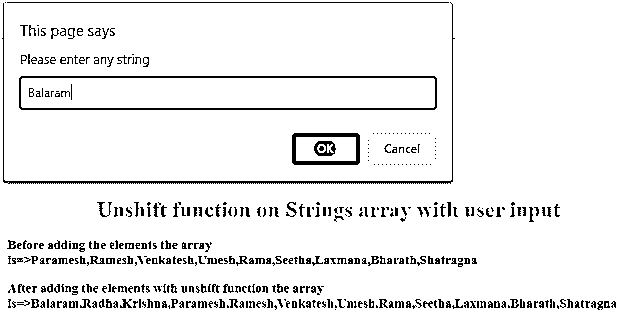 This page says
Please enter any string
Balaram
OK
Cancel
Unshift function on Strings array with user input
Before adding the elements the array
is=>Paramesh,Ramesh,Venkatesh,Umesh,Rama,Seetha,Laxmana,Bharath,Shatragna
After adding the elements with unshift function the array
is=>Balaram,Radha,Krishna,Paramesh,Ramesh,Venkatesh,Umesh,Rama,Seetha,Laxmana,Bharath,Shatragna